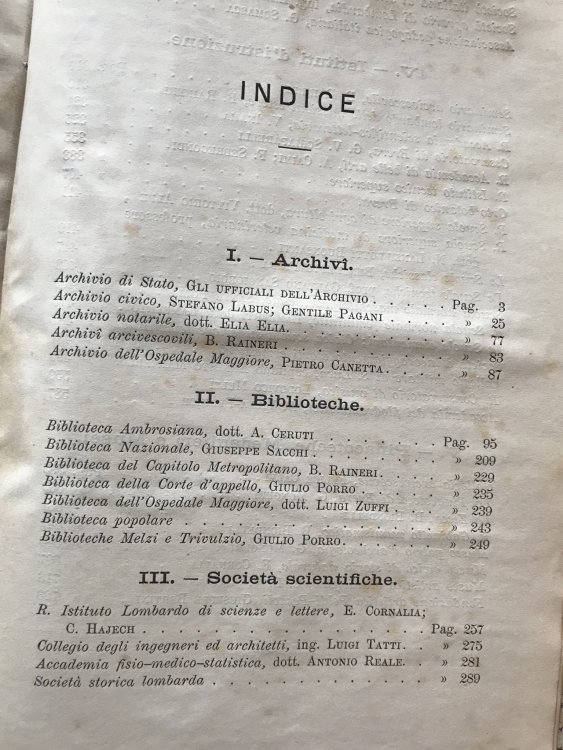 INDICE
I. — Archivî.
Archivio di Stato, GLI UFFICIALI DELL'ARCHIVIO . . . . . Pag. 3
Archivio civico, STEFANO LABUS; GENTILE PAGANI . . . . » 25
Archivio notarile, dott. ELIA ELIA. . . . . . . . . . » 77
Archivî arcivescovili, B. RAINERI . . . . . . . . . . » 83
Archivio dell'Ospedale Maggiore, PIETRO CANETTA. . . . . » 87
II. — Biblioteche.
Biblioteca Ambrosiana, dott. A. CERUTI . . . . . . . Pag. 95
Biblioteca Nazionale, GIUSEPPE SACCHI . . . . . . . . » 209
Biblioteca del Capitolo Metropolitano, B. RAINERI. . . . » 229
Biblioteca della Corte d'appello, GIULIO PORRO . . . . . » 235
Biblioteca dell'Ospedale Maggiore, dott. LUIGI ZUFFI . . . » 239
Biblioteca popolare . . . . . . . . . . . . . . » 243
Biblioteche Melzi e Trivulzio, GIULIO PORRO. . . . . . » 249
III. — Società scientifiche.
R. Istituto Lombardo di scienze e lettere, E. CORNALIA;
C. HAJECH . . . . . . . . . . . . . . . Pag. 257
Collegio degli ingegneri ed architetti, ing. LUIGI TATTI. . » 275
Accademia fisio-medico-statistica, dott. ANTONIO REALE. . . » 281
Società storica lombarda . . . . . . . . . . . . » 289